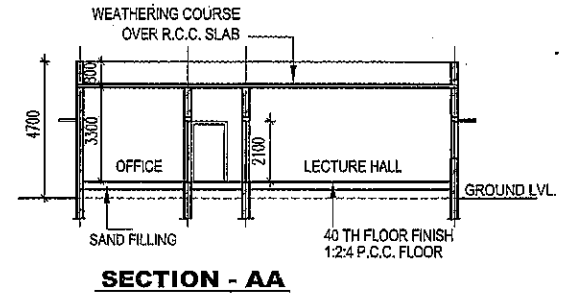 WEATHERING COURSE
OVER R.C.C. SLAB
800
4700
3300
2100
OFFICE
LECTURE HALL
GROUND LVL.
SAND FILLING
40 TH FLOOR FINISH
1:2:4 P.C.C. FLOOR
SECTION - AA